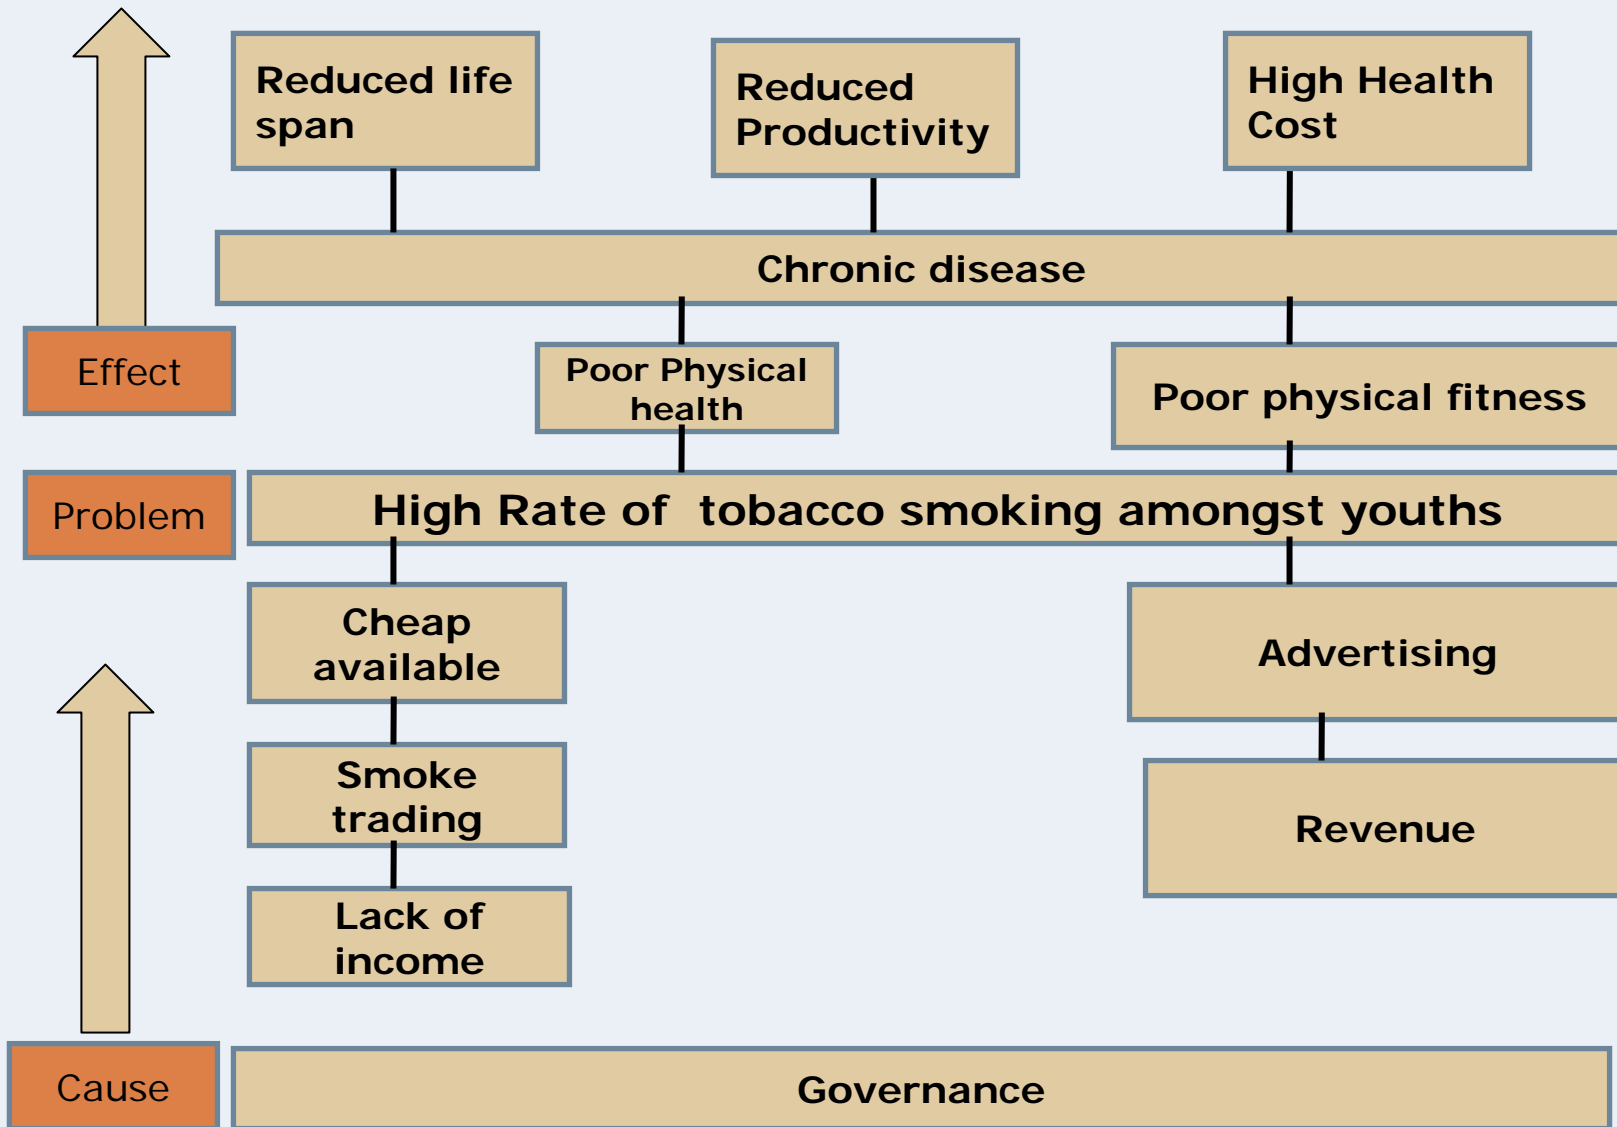 Reduced life
span
Reduced
Productivity
High Health
Cost
Chronic disease
Effect
Poor Physical
health
Poor physical fitness
Problem
High Rate of  tobacco smoking amongst youths
Cheap
available
Advertising
Smoke
trading
Revenue
Lack of
income
Cause
Governance